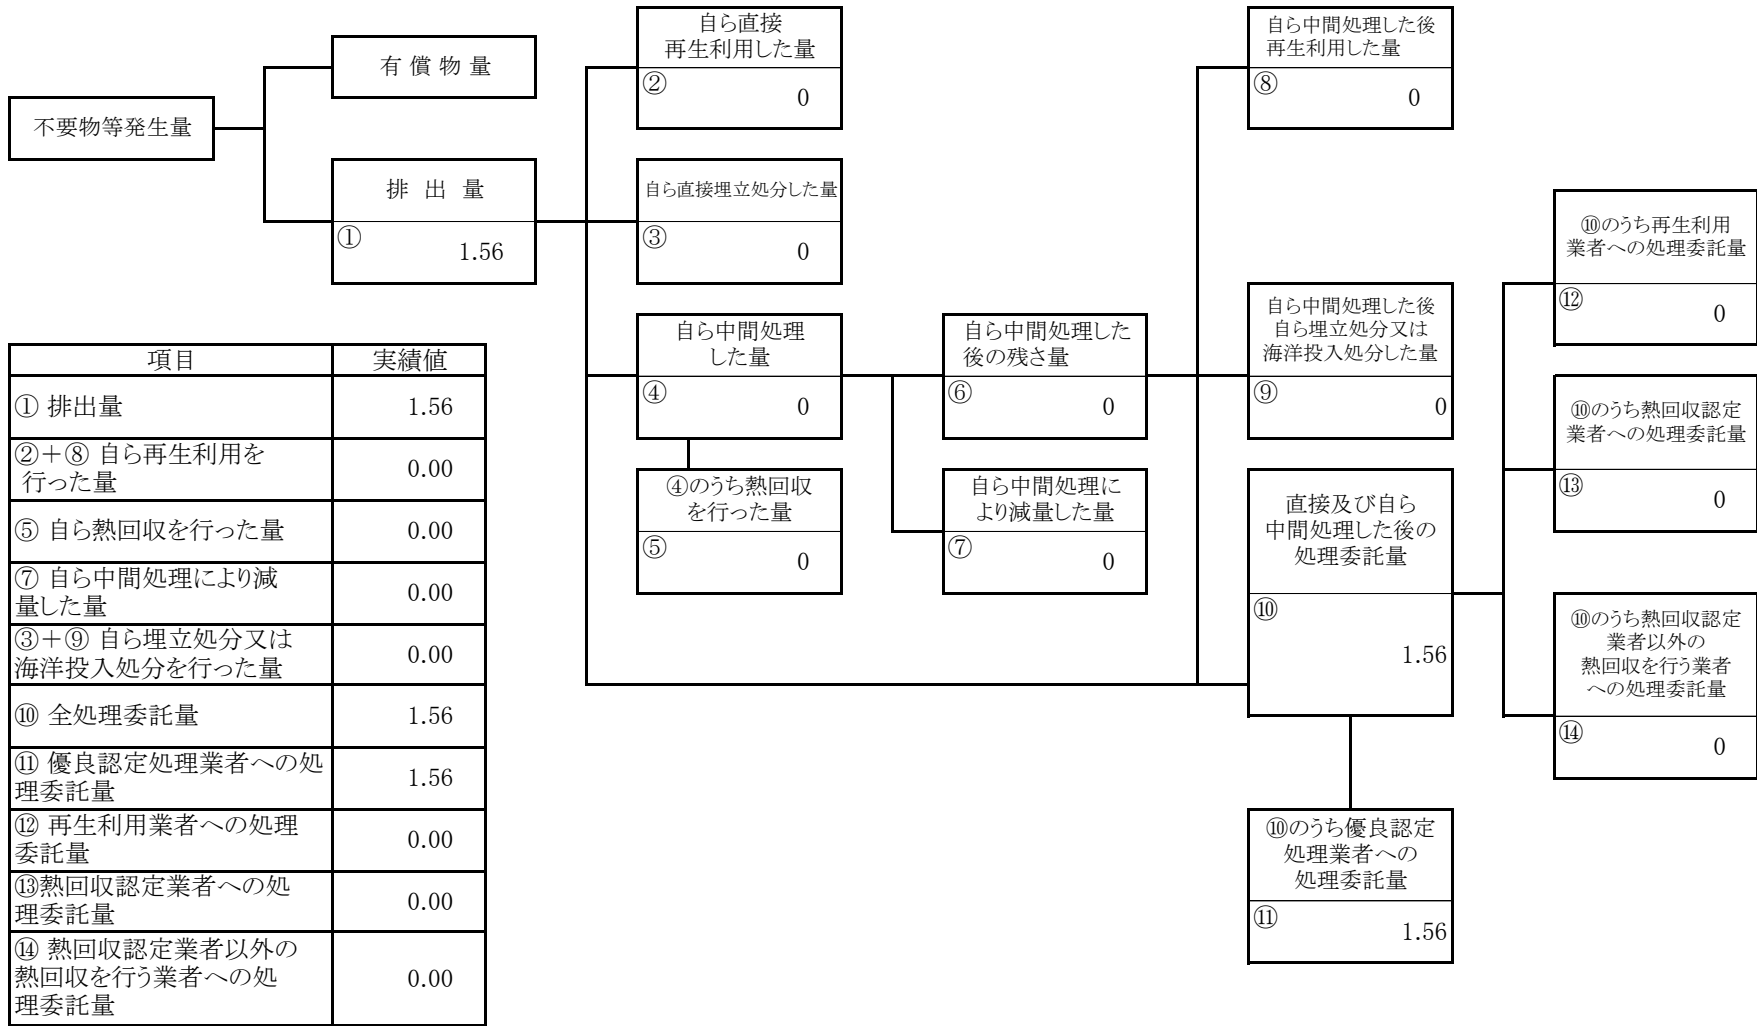 不要物等発生量
有 償 物 量
排 出 量
①
1.56
自ら直接
再生利用した量
②
0
自ら直接埋立処分した量
③
0
自ら中間処理
した量
④
0
④のうち熱回収
を行った量
⑤
0
自ら中間処理した
後の残さ量
⑥
0
自ら中間処理に
より減量した量
⑦
0
自ら中間処理した後
再生利用した量
⑧
0
自ら中間処理した後
自ら埋立処分又は
海洋投入処分した量
⑨
0
直接及び自ら
中間処理した後の
処理委託量
⑩
1.56
⑩のうち優良認定
処理業者への
処理委託量
⑪
1.56
⑩のうち再生利用
業者への処理委託量
⑫
0
⑩のうち熱回収認定
業者への処理委託量
⑬
0
⑩のうち熱回収認定
業者以外の
熱回収を行う業者
への処理委託量
⑭
0
項目 実績値
① 排出量 1.56
②＋⑧ 自ら再生利用を
行った量 0.00
⑤ 自ら熱回収を行った量 0.00
⑦ 自ら中間処理により減
量した量 0.00
③＋⑨ 自ら埋立処分又は
海洋投入処分を行った量 0.00
⑩ 全処理委託量 1.56
⑪ 優良認定処理業者への処
理委託量 1.56
⑫ 再生利用業者への処理
委託量 0.00
⑬熱回収認定業者への処
理委託量 0.00
⑭ 熱回収認定業者以外の
熱回収を行う業者への処
理委託量 0.00